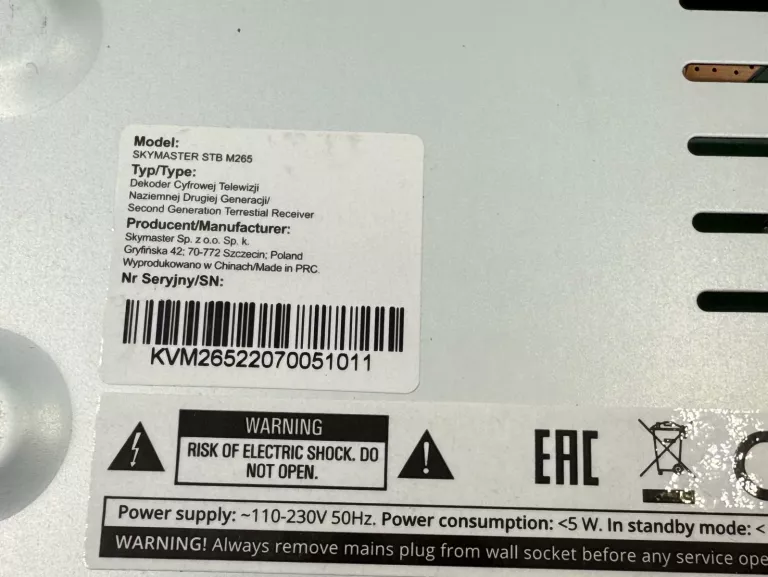 Model:
SKYMASTER STB M265
Typ/Type:
Dekoder Cyfrowej Telewizji
Naziemnej Drugiej Generacji/
Second Generation Terrestial Receiver
Producent/Manufacturer:
Skymaster Sp. z o.o. Sp. k.
Gryfińska 42; 70-772 Szczecin; Poland
Wyprodukowano w Chinach/Made in PRC
Nr Seryjny/SN:
KVM26522070051011
WARNING
RISK OF ELECTRIC SHOCK. DO
NOT OPEN.
EAC
Power supply: ~110-230V 50Hz. Power consumption: <5 W. In standby mode: <
WARNING! Always remove mains plug from wall socket before any service ope